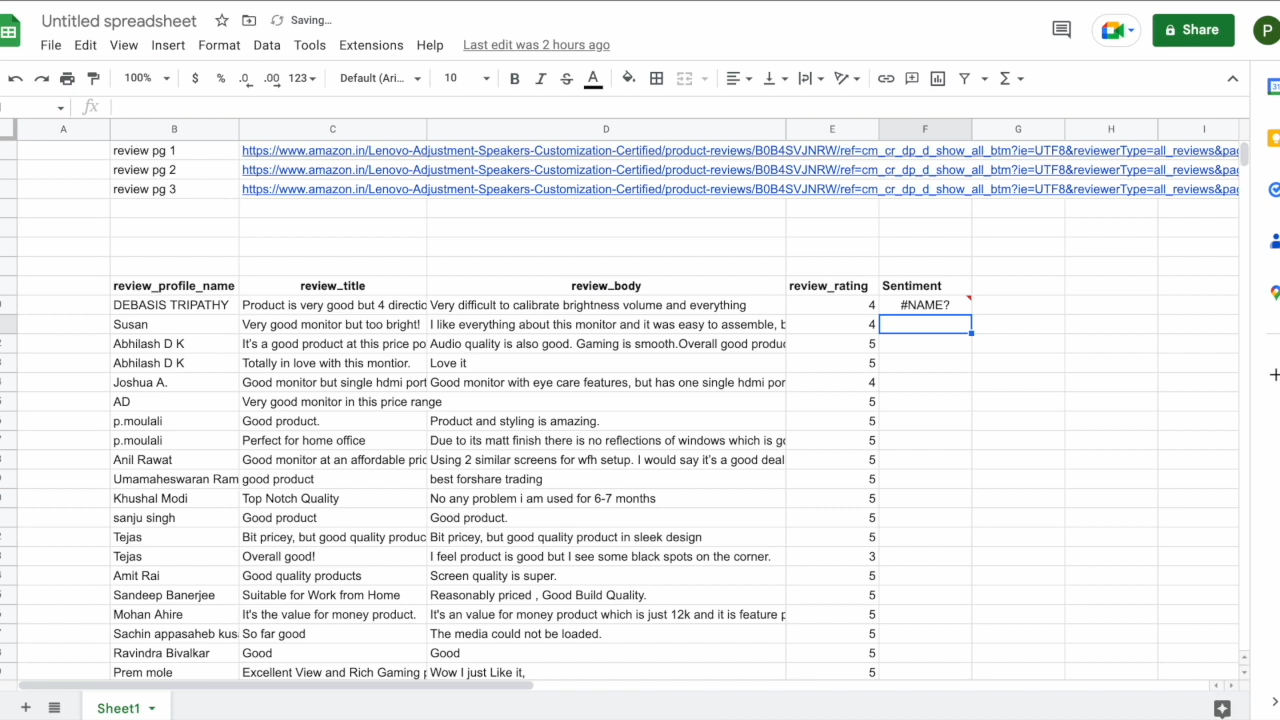 Untitled spreadsheet Saving...
File Edit View Insert Format Data Tools Extensions Help Last edit was 2 hours ago
Share P
100% $ % .0 .00 123 Default (Ari... 10 B I S A
fx
A B C D E F G H I
review pg 1 https://www.amazon.in/Lenovo-Adjustment-Speakers-Customization-Certified/product-reviews/B0B4SVJNRW/ref=cm_cr_dp_d_show_all_btm?ie=UTF8&reviewerType=all_reviews&pag
review pg 2 https://www.amazon.in/Lenovo-Adjustment-Speakers-Customization-Certified/product-reviews/B0B4SVJNRW/ref=cm_cr_dp_d_show_all_btm?ie=UTF8&reviewerType=all_reviews&pag
review pg 3 https://www.amazon.in/Lenovo-Adjustment-Speakers-Customization-Certified/product-reviews/B0B4SVJNRW/ref=cm_cr_dp_d_show_all_btm?ie=UTF8&reviewerType=all_reviews&pag
review_profile_name review_title review_body review_rating Sentiment
DEBASIS TRIPATHY Product is very good but 4 directio Very difficult to calibrate brightness volume and everything 4 #NAME?
Susan Very good monitor but too bright! I like everything about this monitor and it was easy to assemble, b 4
Abhilash D K It's a good product at this price po Audio quality is also good. Gaming is smooth.Overall good produc 5
Abhilash D K Totally in love with this montior. Love it 5
Joshua A. Good monitor but single hdmi port Good monitor with eye care features, but has one single hdmi por 4
AD Very good monitor in this price range 5
p.moulali Good product. Product and styling is amazing. 5
p.moulali Perfect for home office Due to its matt finish there is no reflections of windows which is go 5
Anil Rawat Good monitor at an affordable pric Using 2 similar screens for wfh setup. I would say it's a good deal 5
Umamaheswaran Ram good product best forshare trading 5
Khushal Modi Top Notch Quality No any problem i am used for 6-7 months 5
sanju singh Good product Good product. 5
Tejas Bit pricey, but good quality produc Bit pricey, but good quality product in sleek design 5
Tejas Overall good! I feel product is good but I see some black spots on the corner. 3
Amit Rai Good quality products Screen quality is super. 5
Sandeep Banerjee Suitable for Work from Home Reasonably priced , Good Build Quality. 5
Mohan Ahire It's the value for money product. It's an value for money product which is just 12k and it is feature p 5
Sachin appasaheb kus So far good The media could not be loaded. 5
Ravindra Bivalkar Good Good 5
Prem mole Excellent View and Rich Gaming p Wow I just Like it, 5
Sheet1